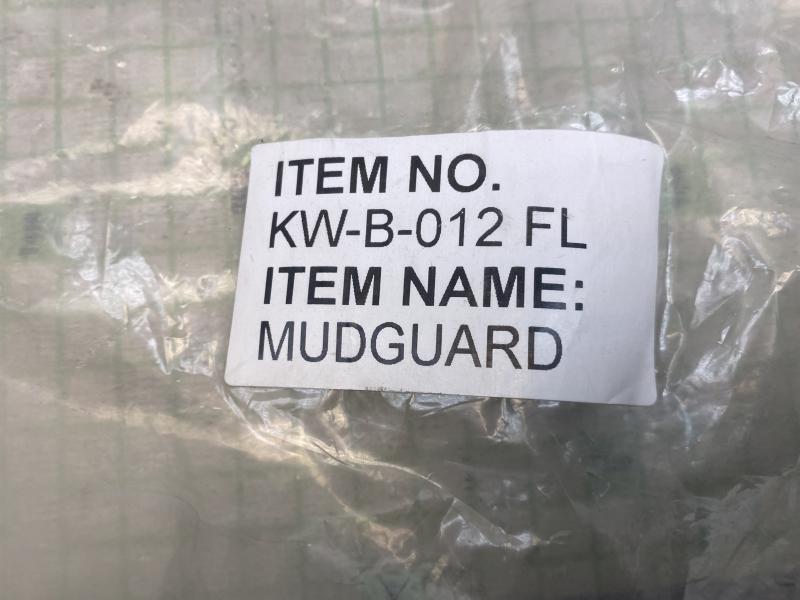 ITEM NO.
KW-B-012 FL
ITEM NAME:
MUDGUARD